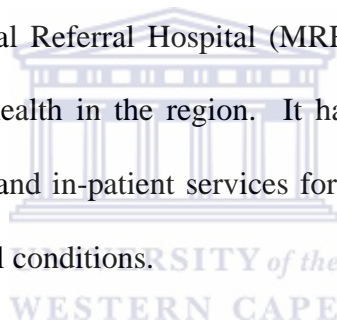 al Referral Hospital (MRE
ealth in the region. It ha
and in-patient services for
l conditions.
UNIVERSITY of the
WESTERN CAPE